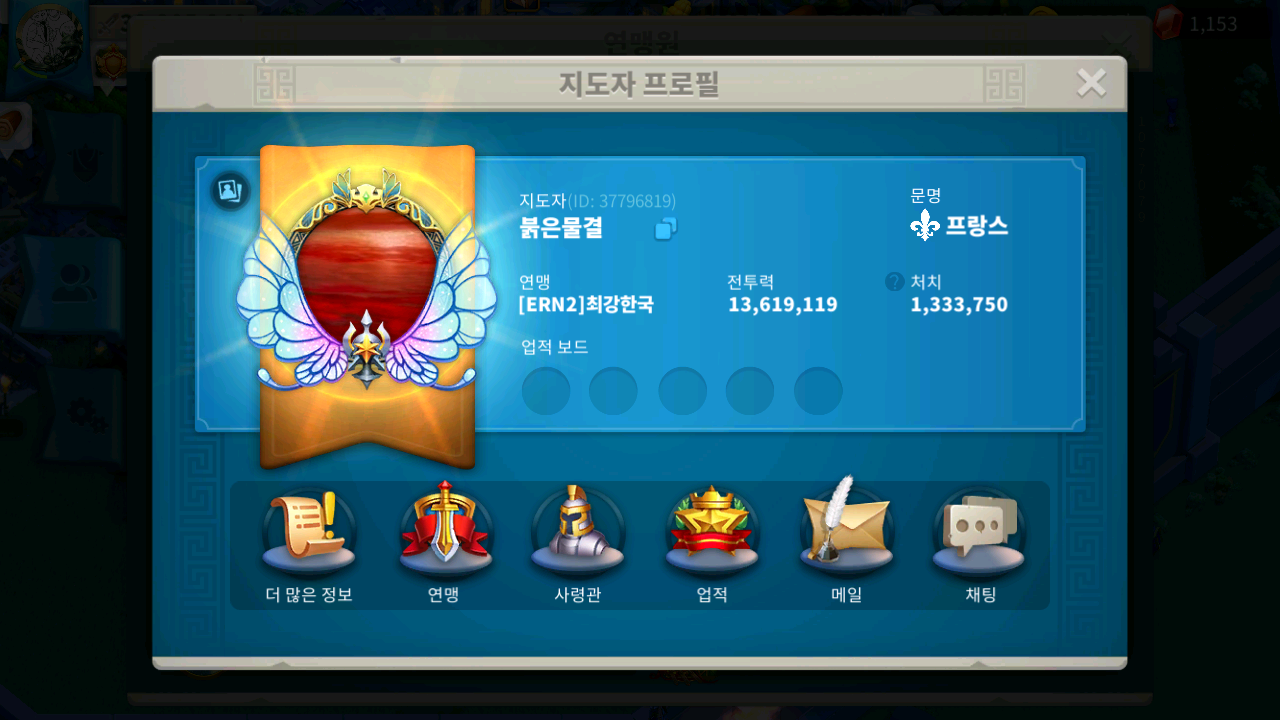 연맹원
1,153
지도자 프로필
지도자(ID: 37796819)
붉은물결
문명
프랑스
연맹
[ERN2]최강한국
전투력
13,619,119
? 처치
1,333,750
업적 보드
더 많은 정보
연맹
사령관
업적
메일
채팅